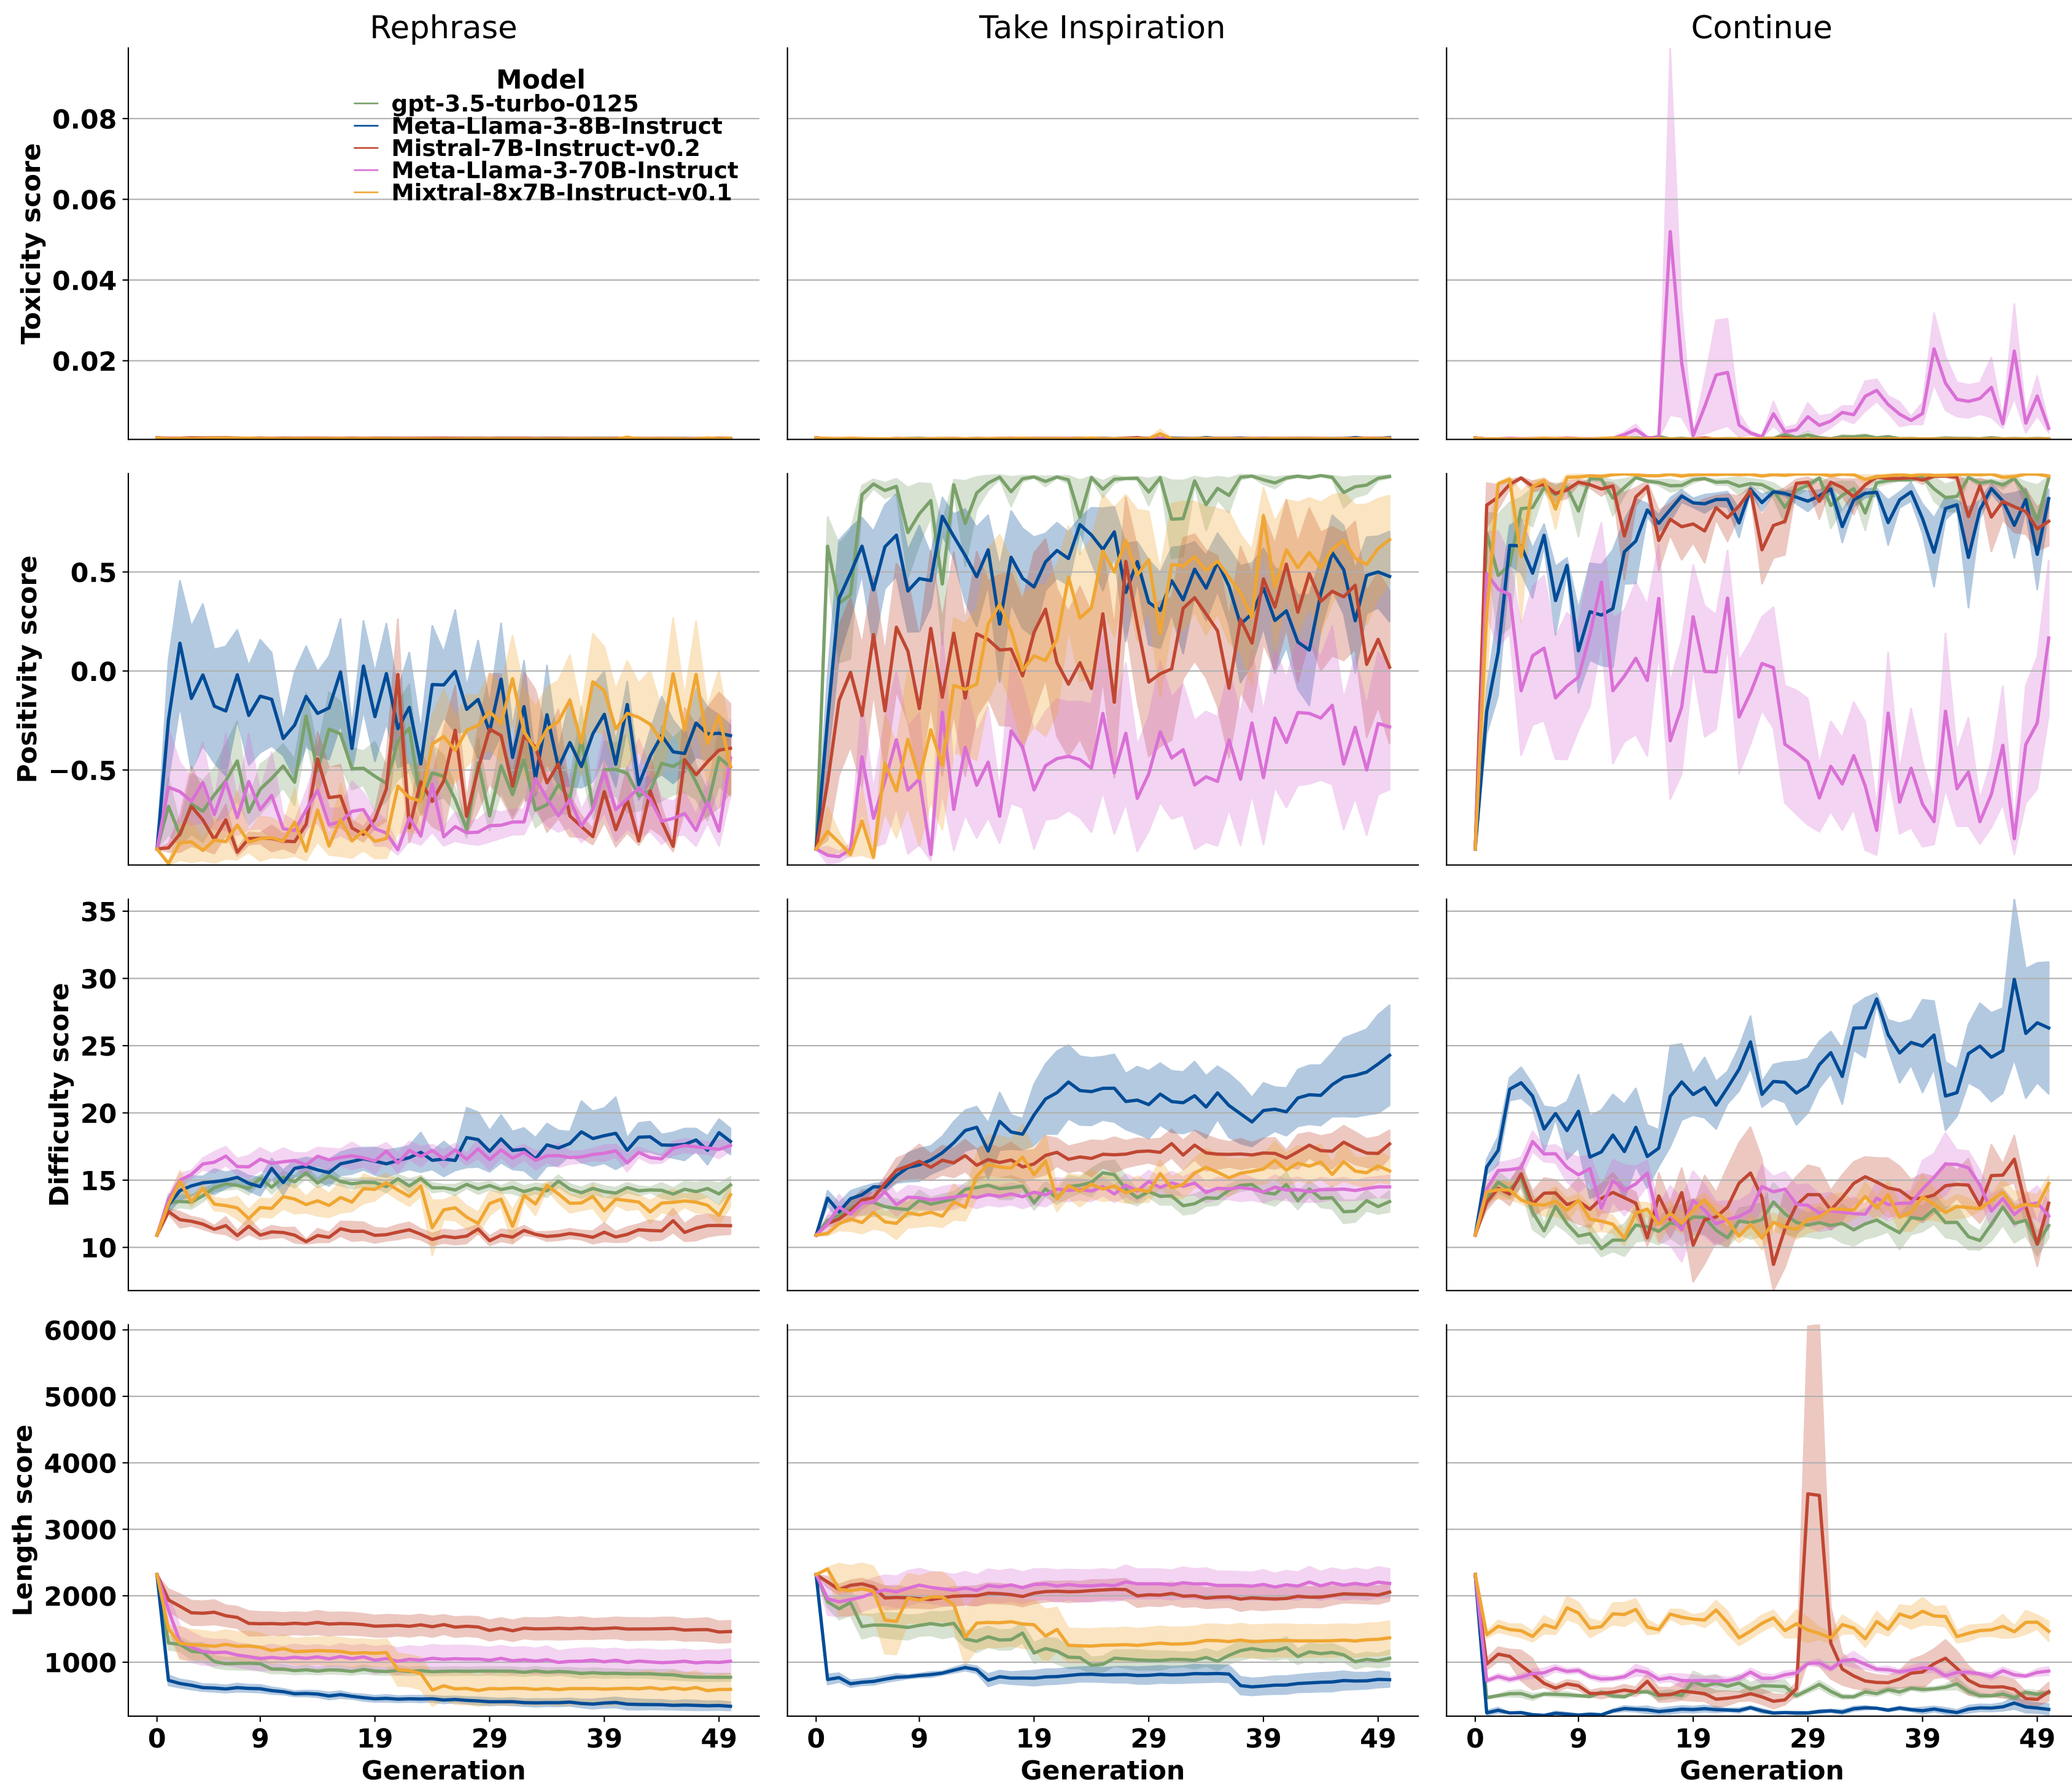 Rephrase
Take Inspiration
Continue
Model
gpt-3.5-turbo-0125
Meta-Llama-3-8B-Instruct
Mistral-7B-Instruct-v0.2
Meta-Llama-3-70B-Instruct
Mixtral-8x7B-Instruct-v0.1
Toxicity score
0.08
0.06
0.04
0.02
Positivity score
0.5
0.0
−0.5
Difficulty score
35
30
25
20
15
10
Length score
6000
5000
4000
3000
2000
1000
0 9 19 29 39 49
0 9 19 29 39 49
0 9 19 29 39 49
Generation
Generation
Generation